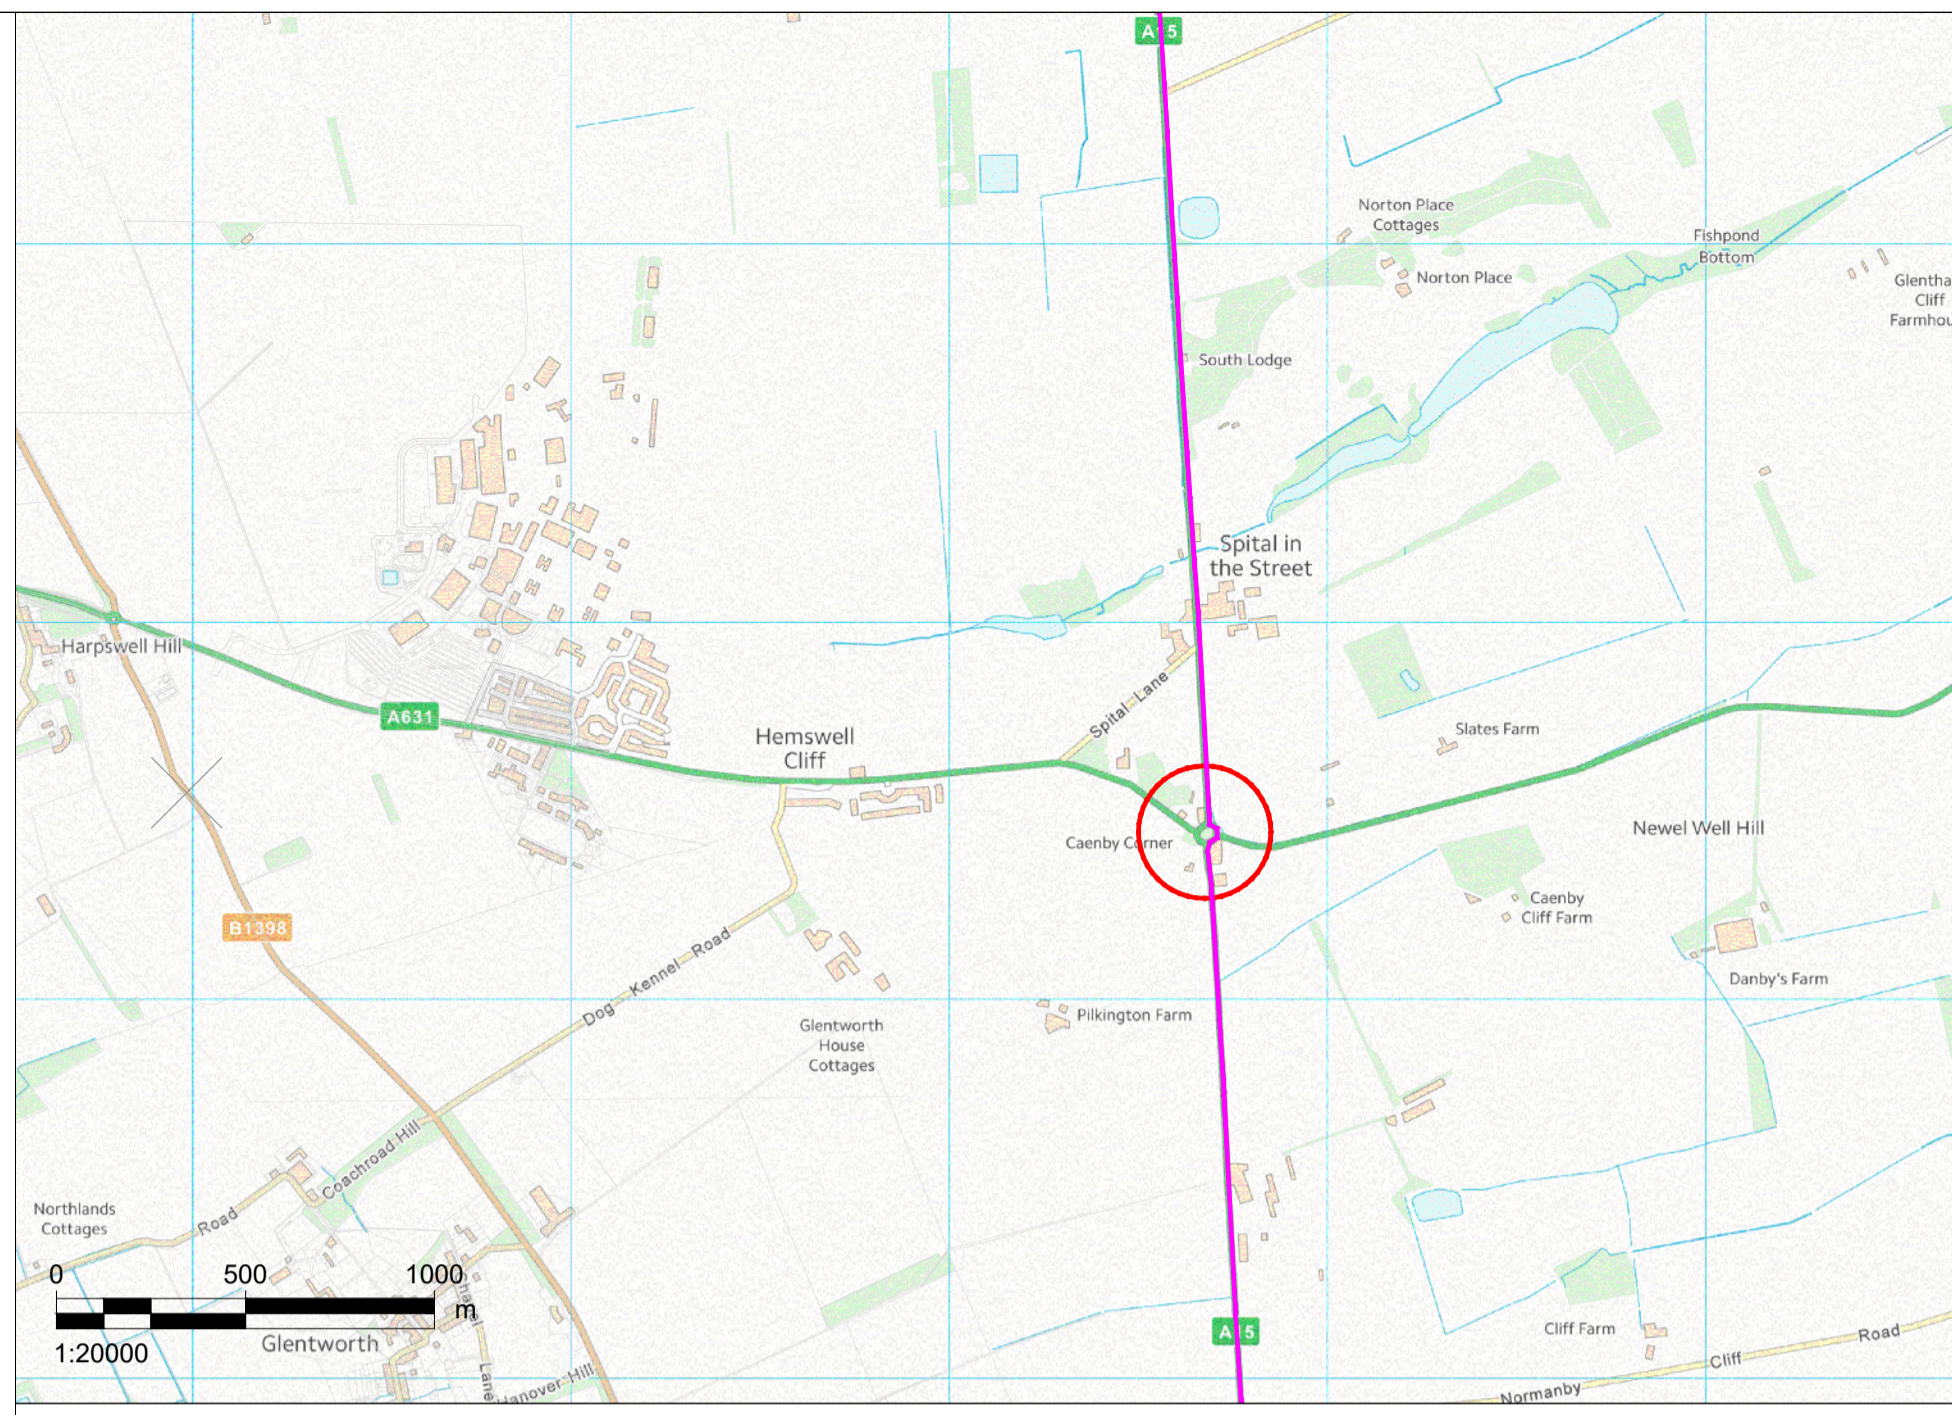 A 5
Norton Place
Cottages
Fishpond
Bottom
Norton Place
Glentha
Cliff
Farmhou
South Lodge
Spital in
the Street
Harpswell Hill
Spital Lane
A631
Slates Farm
Hemswell
Cliff
Caenby Corner
Newel Well Hill
Caenby
Cliff Farm
B1398
Dog Kennel Road
Danby's Farm
Pilkington Farm
Glentworth
House
Cottages
Coachroad Hill
Northlands
Cottages
Road
0 500 1000
m
1:20000
Glentworth
Chapel
Lane
Hanover Hill
A 5
Cliff Farm
Normanby Cliff Road